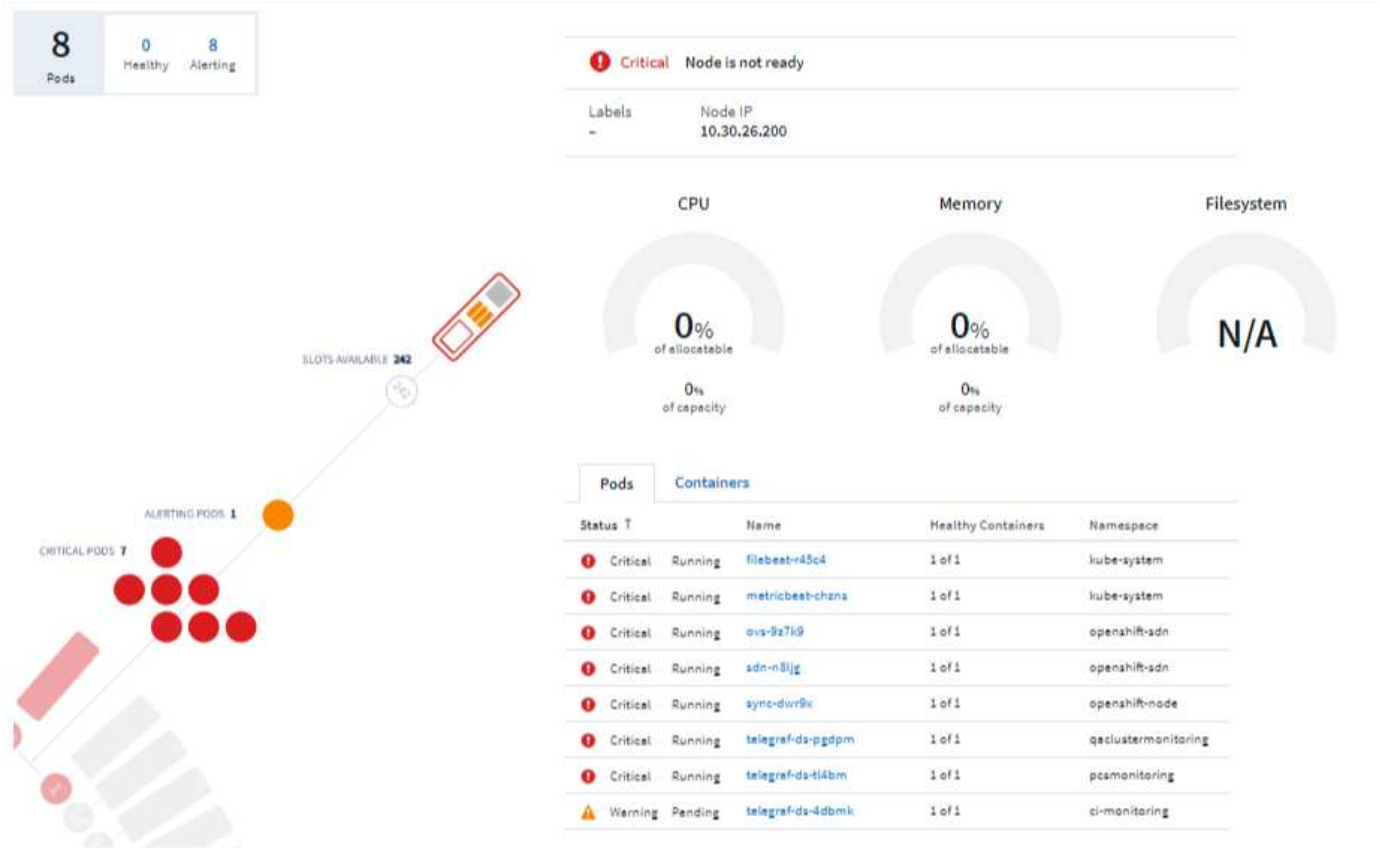 8
Pods
0 8
Healthy Alerting
Critical Node is not ready
Labels Node IP
- 10.30.26.200
CPU Memory Filesystem
0% 0% N/A
of allocatable of allocatable
0% 0%
of capacity of capacity
SLOTS AVAILABLE 242
242
ALERTING PODS 1
CRITICAL PODS 7
Pods Containers
Status ↑ Name Healthy Containers Namespace
Critical Running filebeat-r45c4 1 of 1 kube-system
Critical Running metricbeat-chzns 1 of 1 kube-system
Critical Running ovs-9z7k9 1 of 1 openshift-sdn
Critical Running sdn-n8ljg 1 of 1 openshift-sdn
Critical Running sync-dwr9x 1 of 1 openshift-node
Critical Running telegraf-ds-pgdpm 1 of 1 qaclustermonitoring
Critical Running telegraf-ds-tl4bm 1 of 1 pcsmonitoring
Warning Pending telegraf-ds-4dbmk 1 of 1 ci-monitoring